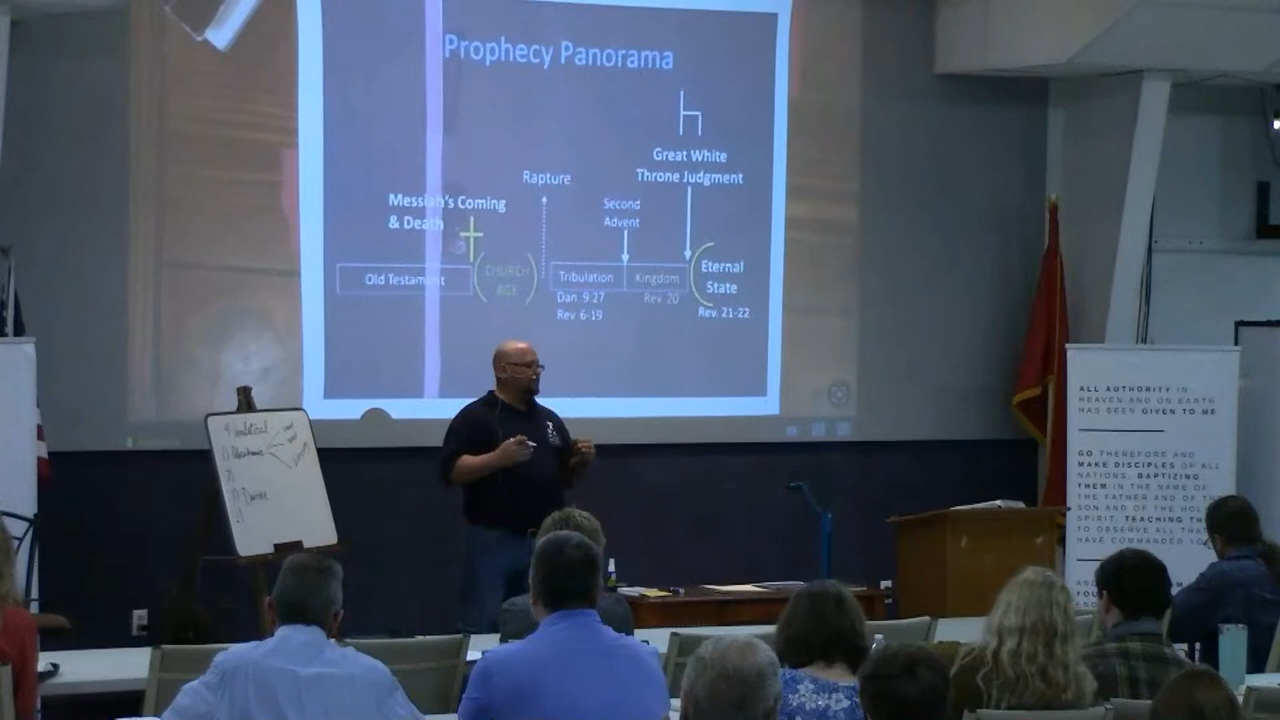 Prophecy Panorama
Great White
Throne Judgment
Rapture
Messiah's Coming
& Death
Second
Advent
Old Testament
CHURCH
AGE
Tribulation
Kingdom
Eternal
State
Dan. 9:27
Rev 6-19
Rev. 20
Rev. 21-22
ALL AUTHORITY IN
HEAVEN AND ON EARTH
HAS BEEN GIVEN TO ME
GO THEREFORE AND
MAKE DISCIPLES OF ALL
NATIONS, BAPTIZING
THEM IN THE NAME OF
THE FATHER AND OF THE
SON AND OF THE HOLY
SPIRIT, TEACHING
TO OBSERVE ALL
HAVE COMMANDED